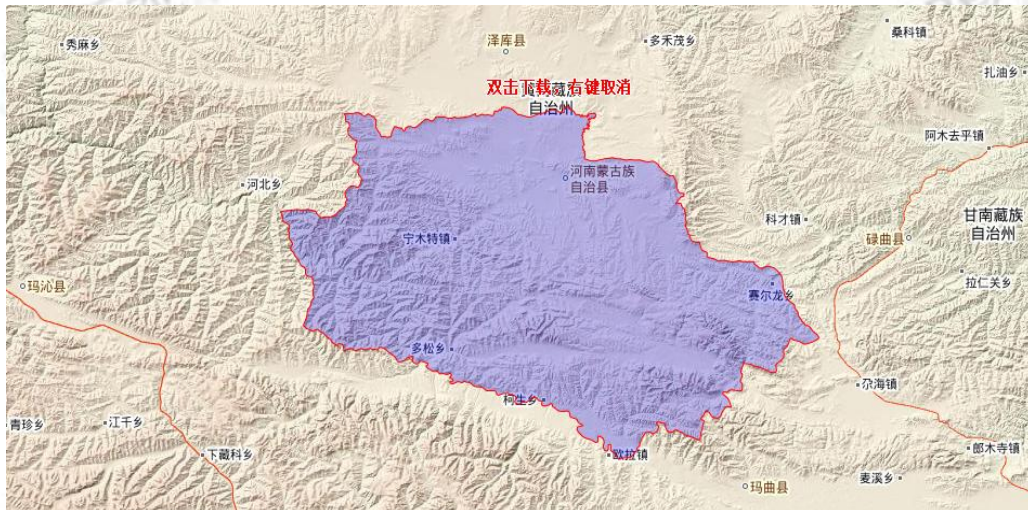 桑科镇
泽库县
多禾茂乡
秀麻乡
扎油乡
双击下载，右键取消
自治州
阿木去乎镇
河南蒙古族
自治县
河北乡
科才镇
甘南藏族
自治州
宁木特镇
碌曲县
拉仁关乡
玛沁县
赛尔龙乡
多松乡
尕海镇
柯生乡
青珍乡
江千乡
下藏科乡
欧拉镇
郎木寺镇
麦溪乡
玛曲县